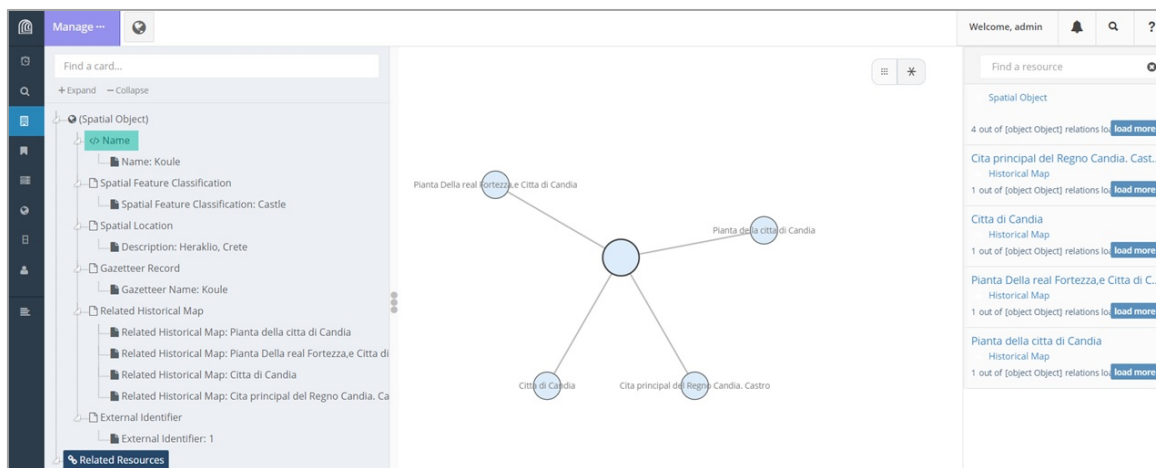 Manage ...
Welcome, admin
?
Find a card...
+ Expand − Collapse
(Spatial Object)
</> Name
Name: Koule
Spatial Feature Classification
Spatial Feature Classification: Castle
Spatial Location
Description: Heraklio, Crete
Gazetteer Record
Gazetteer Name: Koule
Related Historical Map
Related Historical Map: Pianta della citta di Candia
Related Historical Map: Pianta Della real Fortezza,e Citta di
Related Historical Map: Citta di Candia
Related Historical Map: Cita principal del Regno Candia. Ca
External Identifier
External Identifier: 1
Related Resources
Pianta Della real Fortezza,e Citta di Candia
Pianta della citta di Candia
Citta di Candia
Cita principal del Regno Candia. Castro
Find a resource
Spatial Object
4 out of [object Object] relations loa load more
Cita principal del Regno Candia. Cast...
Historical Map
1 out of [object Object] relations loa load more
Citta di Candia
Historical Map
1 out of [object Object] relations loa load more
Pianta Della real Fortezza,e Citta di C...
Historical Map
1 out of [object Object] relations loa load more
Pianta della citta di Candia
Historical Map
1 out of [object Object] relations loa load more